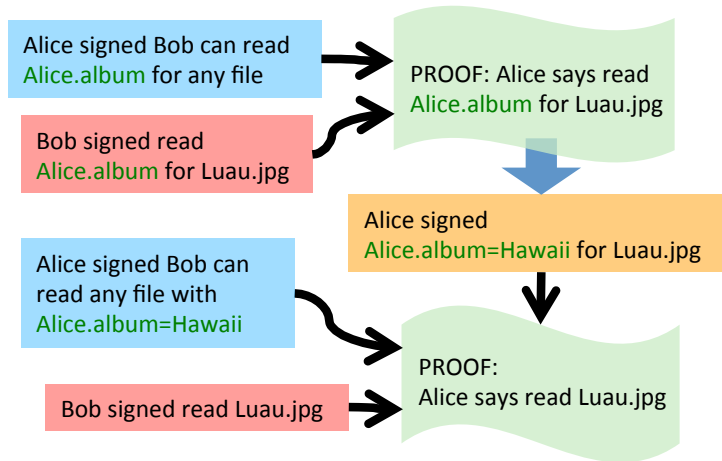 Alice signed Bob can read
Alice.album for any file
PROOF: Alice says read
Alice.album for Luau.jpg
Bob signed read
Alice.album for Luau.jpg
Alice signed
Alice.album=Hawaii for Luau.jpg
Alice signed Bob can
read any file with
Alice.album=Hawaii
PROOF:
Alice says read Luau.jpg
Bob signed read Luau.jpg